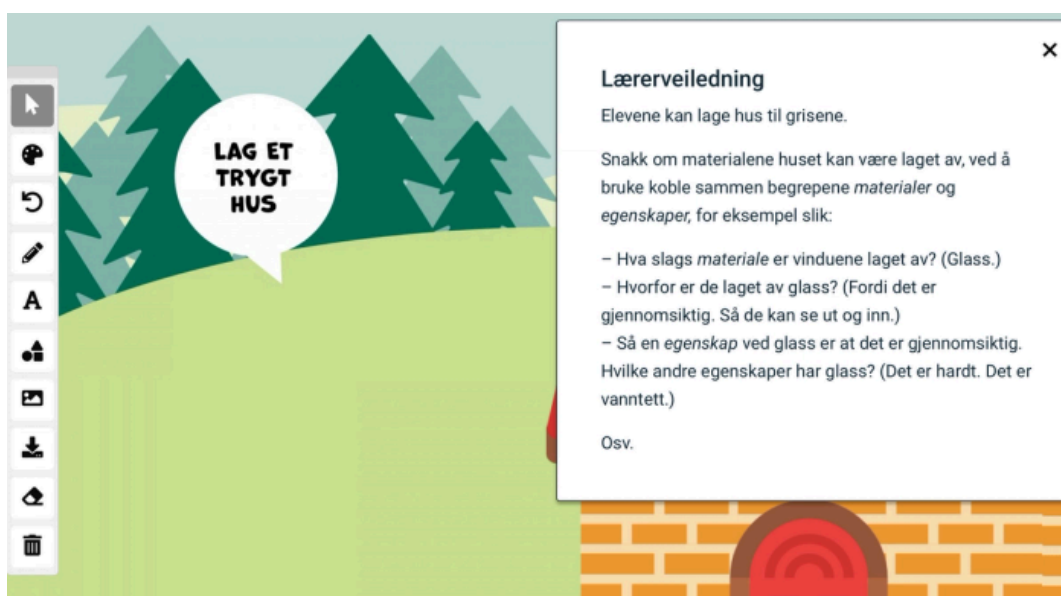 LAG ET
TRYGT
HUS
Lærerveiledning
Elevene kan lage hus til grisene.
Snakk om materialene huset kan være laget av, ved å
bruke koble sammen begrepene materialer og
egenskaper, for eksempel slik:
– Hva slags materiale er vinduene laget av? (Glass.)
– Hvorfor er de laget av glass? (Fordi det er
gjennomsiktig. Så de kan se ut og inn.)
– Så en egenskap ved glass er at det er gjennomsiktig.
Hvilke andre egenskaper har glass? (Det er hardt. Det er
vanntett.)
Osv.